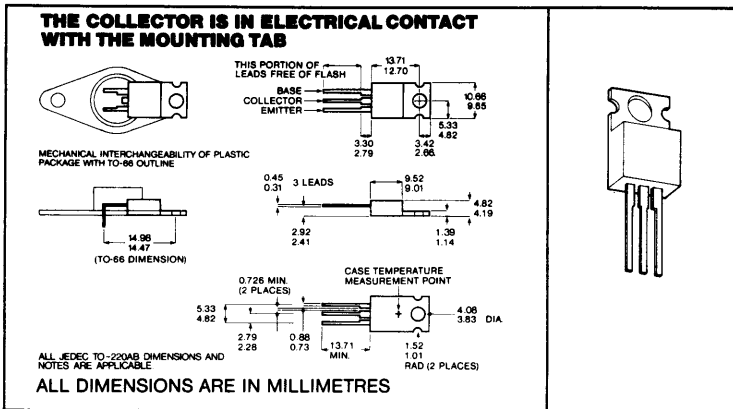 THE COLLECTOR IS IN ELECTRICAL CONTACT
WITH THE MOUNTING TAB
THIS PORTION OF
LEADS FREE OF FLASH
13.71
12.70
BASE
COLLECTOR
EMITTER
10.66
9.65
5.33
4.82
3.30
2.79
3.42
2.66
MECHANICAL INTERCHANGEABILITY OF PLASTIC
PACKAGE WITH TO-66 OUTLINE
0.45
0.31
3 LEADS
9.52
9.01
4.82
4.19
14.98
14.47
(TO-66 DIMENSION)
2.92
2.41
1.39
1.14
0.726 MIN.
(2 PLACES)
CASE TEMPERATURE
MEASUREMENT POINT
5.33
4.82
4.08
3.83 DIA.
2.79
2.28
0.88
0.73
13.71
MIN.
1.52
1.01
RAD (2 PLACES)
ALL JEDEC TO-220AB DIMENSIONS AND
NOTES ARE APPLICABLE
ALL DIMENSIONS ARE IN MILLIMETRES